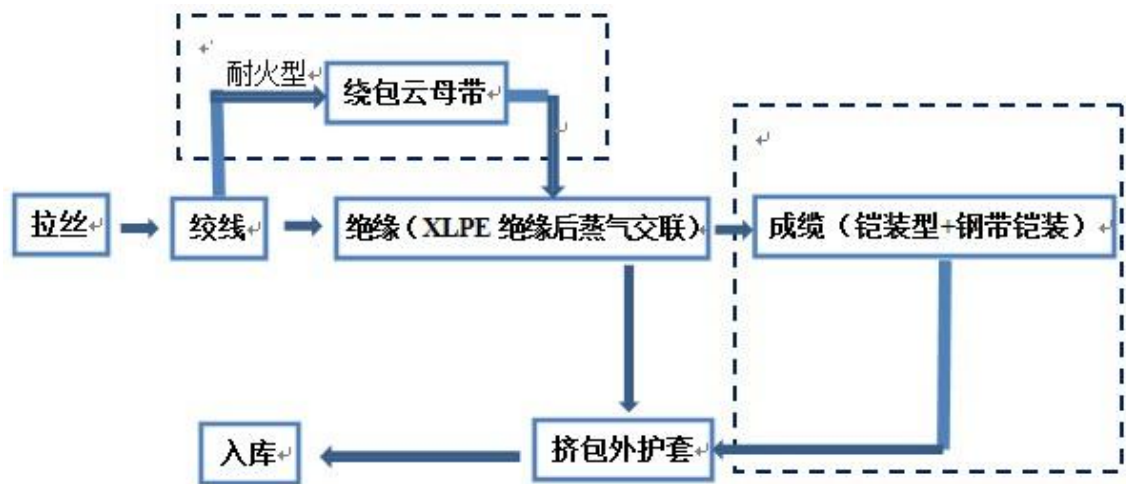 耐火型
绕包云母带
拉丝
绞线
绝缘（XLPE 绝缘后蒸气交联）
成缆（铠装型+钢带铠装）
入库
挤包外护套